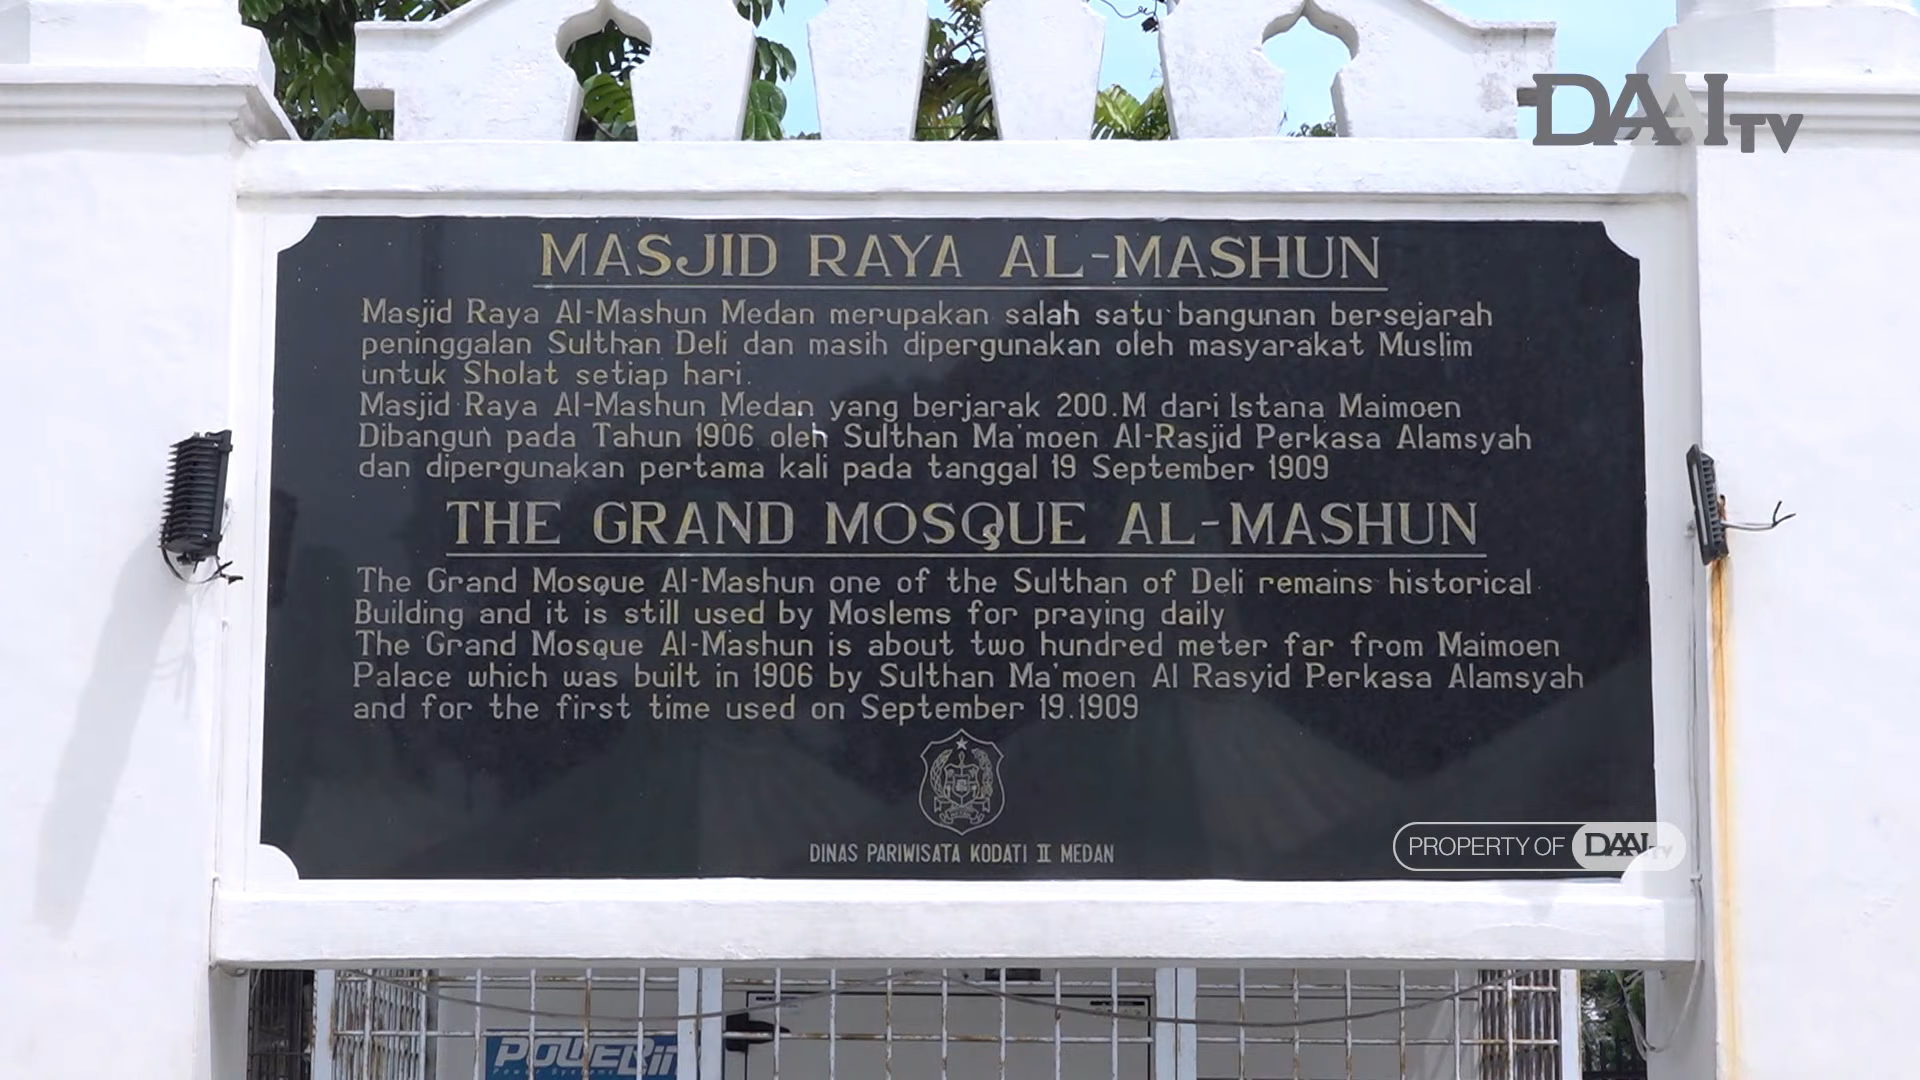 DAAI TV
MASJID RAYA AL-MASHUN
Masjid Raya Al-Mashun Medan merupakan salah satu bangunan bersejarah
peninggalan Sulthan Deli dan masih dipergunakan oleh masyarakat Muslim
untuk Sholat setiap hari.
Masjid Raya Al-Mashun Medan yang berjarak 200.M dari Istana Maimoen
Dibangun pada Tahun 1906 oleh Sulthan Ma'moen Al-Rasjid Perkasa Alamsyah
dan dipergunakan pertama kali pada tanggal 19 September 1909
THE GRAND MOSQUE AL-MASHUN
The Grand Mosque Al-Mashun one of the Sulthan of Deli remains historical
Building and it is still used by Moslems for praying daily
The Grand Mosque Al-Mashun is about two hundred meter far from Maimoen
Palace which was built in 1906 by Sulthan Ma'moen Al Rasyid Perkasa Alamsyah
and for the first time used on September 19.1909
DINAS PARIWISATA KODATI II MEDAN
PROPERTY OF DAAI TV
Power Systems